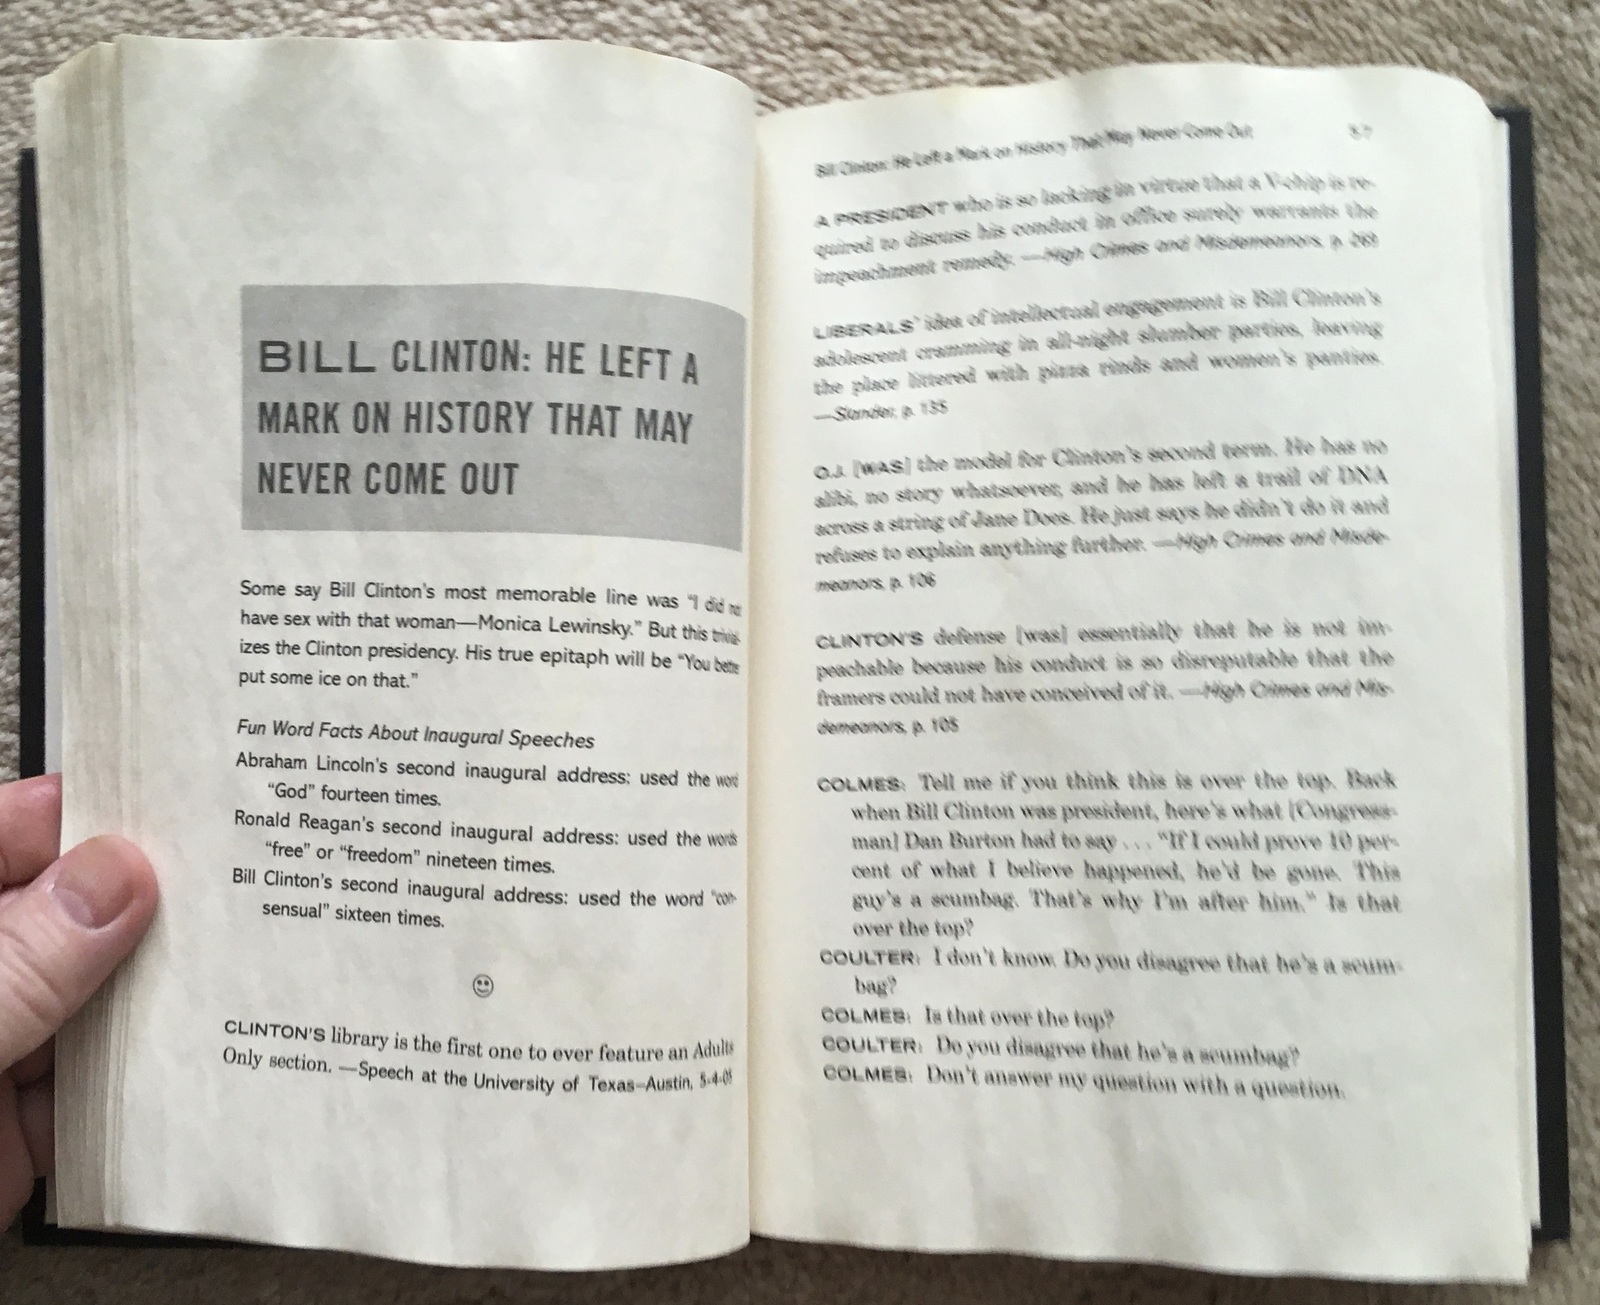 BILL CLINTON: HE LEFT A
MARK ON HISTORY THAT MAY
NEVER COME OUT
Some say Bill Clinton's most memorable line was “I did not
have sex with that woman—Monica Lewinsky.” But this trivial-
izes the Clinton presidency. His true epitaph will be “You better
put some ice on that.”
Fun Word Facts About Inaugural Speeches
Abraham Lincoln's second inaugural address: used the word
“God” fourteen times.
Ronald Reagan's second inaugural address: used the words
“free” or “freedom” nineteen times.
Bill Clinton's second inaugural address: used the word “con-
sensual” sixteen times.
CLINTON'S library is the first one to ever feature an Adults
Only section. —Speech at the University of Texas–Austin, 5-4-05
Bill Clinton: He Left a Mark on History That May Never Come Out
57
A PRESIDENT who is so lacking in virtue that a V-chip is re-
quired to discuss his conduct in office surely warrants the
impeachment remedy. —High Crimes and Misdemeanors, p.
LIBERALS' idea of intellectual engagement is Bill Clinton's
adolescent cramming in all-night slumber parties, leaving
the place littered with pizza rinds and women's panties.
—Slander, p. 135
O.J. [WAS] the model for Clinton's second term. He has no
alibi, no story whatsoever, and he has left a trail of DNA
across a string of Jane Does. He just says he didn't do it and
refuses to explain anything further. —High Crimes and Misde-
meanors, p. 106
CLINTON'S defense [was] essentially that he is not im-
peachable because his conduct is so disreputable that the
framers could not have conceived of it. —High Crimes and Mis-
demeanors, p. 105
COLMES: Tell me if you think this is over the top. Back
when Bill Clinton was president, here's what [Congress-
man] Dan Burton had to say . . . “If I could prove 10 per-
cent of what I believe happened, he'd be gone. This
guy's a scumbag. That's why I'm after him.” Is that
over the top?
COULTER: I don't know. Do you disagree that he's a scum-
bag?
COLMES: Is that over the top?
COULTER: Do you disagree that he's a scumbag?
COLMES: Don't answer my question with a question.